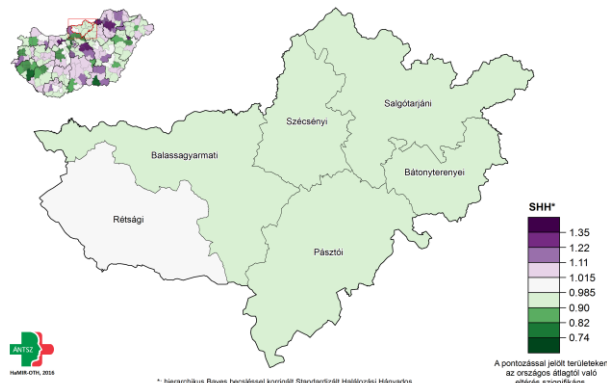 Salgótarjáni
Szécsényi
Balassagyarmati
Bátonyterenyei
Rétsági
Pásztói
SHH*
1.35
1.22
1.11
1.015
0.985
0.90
0.82
0.74
ÁNTSZ
HaMIR-OTH, 2016
A pontozással jelölt területeken
az országos átlagtól való
eltérés szignifikáns
*: hierarchikus Bayes becsléssel korrigált Standardizált Halálozási Hányados